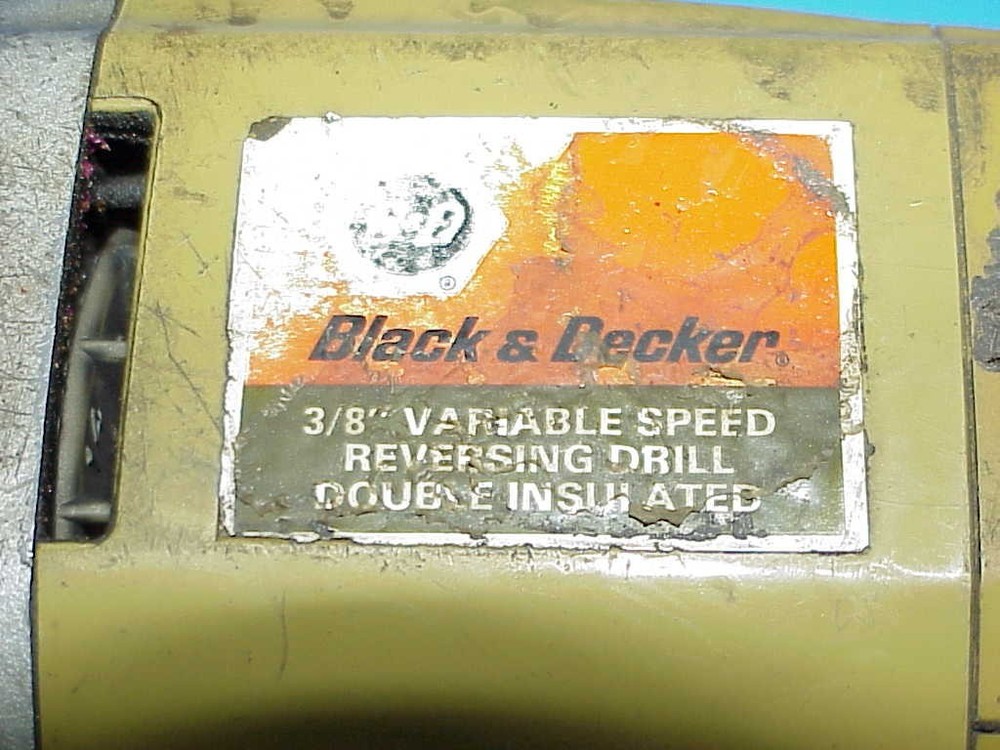 Black & Decker®
3/8" VARIABLE SPEED
REVERSING DRILL
DOUBLE INSULATED